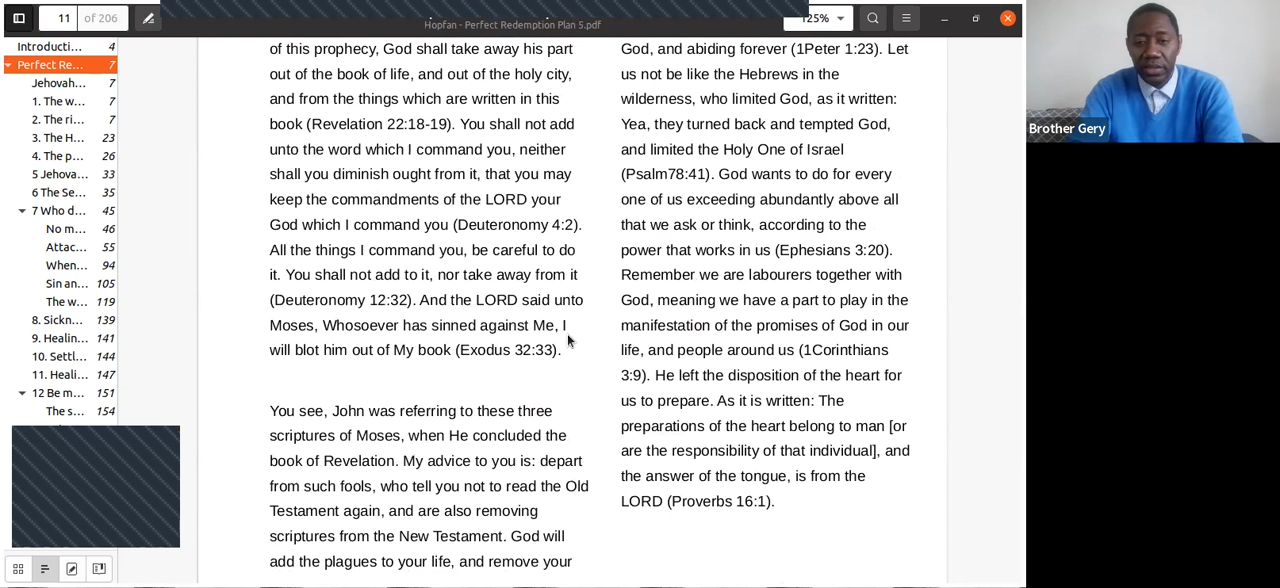 11 of 206
Hopfan - Perfect Redemption Plan 5.pdf
125%
Introducti... 4
Perfect Re... 7
Jehovah... 7
1. The w... 7
2. The ri... 7
3. The H... 23
4. The p... 26
5 Jehova... 33
6 The Se... 35
7 Who d... 45
No m... 46
Attac... 55
When... 94
Sin an... 105
The w... 119
8. Sickn... 139
9. Healin... 141
10. Settl... 144
11. Heali... 147
12 Be m... 151
The s... 154
of this prophecy, God shall take away his part
out of the book of life, and out of the holy city,
and from the things which are written in this
book (Revelation 22:18-19). You shall not add
unto the word which I command you, neither
shall you diminish ought from it, that you may
keep the commandments of the LORD your
God which I command you (Deuteronomy 4:2).
All the things I command you, be careful to do
it. You shall not add to it, nor take away from it
(Deuteronomy 12:32). And the LORD said unto
Moses, Whosoever has sinned against Me, I
will blot him out of My book (Exodus 32:33).
You see, John was referring to these three
scriptures of Moses, when He concluded the
book of Revelation. My advice to you is: depart
from such fools, who tell you not to read the Old
Testament again, and are also removing
scriptures from the New Testament. God will
add the plagues to your life, and remove your
God, and abiding forever (1Peter 1:23). Let
us not be like the Hebrews in the
wilderness, who limited God, as it written:
Yea, they turned back and tempted God,
and limited the Holy One of Israel
(Psalm78:41). God wants to do for every
one of us exceeding abundantly above all
that we ask or think, according to the
power that works in us (Ephesians 3:20).
Remember we are labourers together with
God, meaning we have a part to play in the
manifestation of the promises of God in our
life, and people around us (1Corinthians
3:9). He left the disposition of the heart for
us to prepare. As it is written: The
preparations of the heart belong to man [or
are the responsibility of that individual], and
the answer of the tongue, is from the
LORD (Proverbs 16:1).
Brother Gery